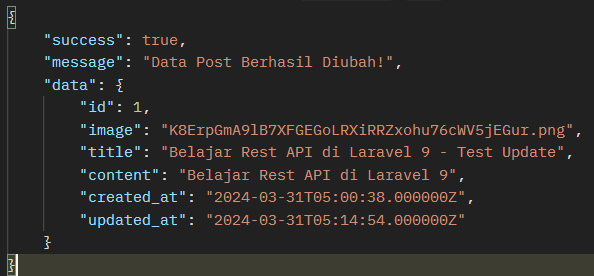 {
"success": true,
"message": "Data Post Berhasil Diubah!",
"data": {
"id": 1,
"image": "K8ErpGmA9lB7XFGEGoLRXiRRZxohu76cWV5jEGur.png",
"title": "Belajar Rest API di Laravel 9 - Test Update",
"content": "Belajar Rest API di Laravel 9",
"created_at": "2024-03-31T05:00:38.000000Z",
"updated_at": "2024-03-31T05:14:54.000000Z"
}
}